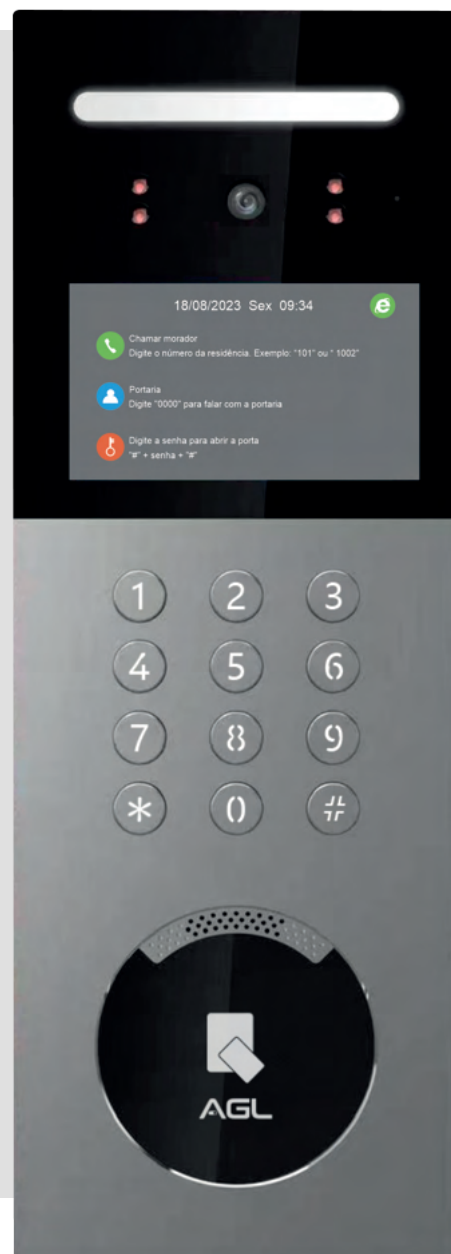 18/08/2023 Sex 09:34
Chamar morador
Digite o número da residência. Exemplo: "101" ou " 1002"
Portaria
Digite "0000" para falar com a portaria
Digite a senha para abrir a porta
"#" + senha + "#"
1 2 3
4 5 6
7 8 9
* 0 #
AGL